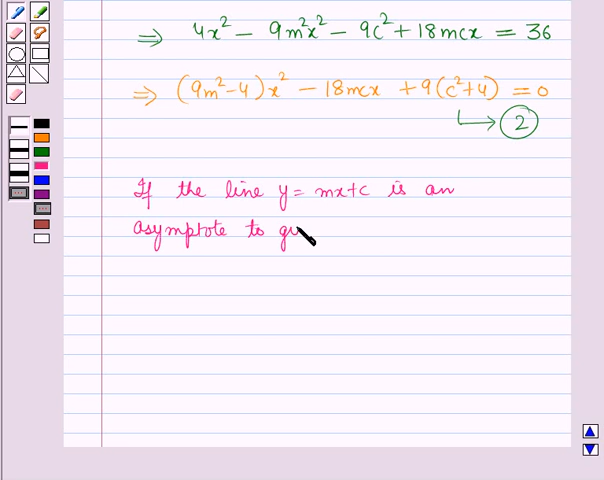 ⇒ 4x² - 9m²x² - 9c² + 18mcx = 36
⇒ (9m²-4)x² - 18mcx + 9(c²+4) = 0
2
If the line y = mx+c is an
asymptote to gi